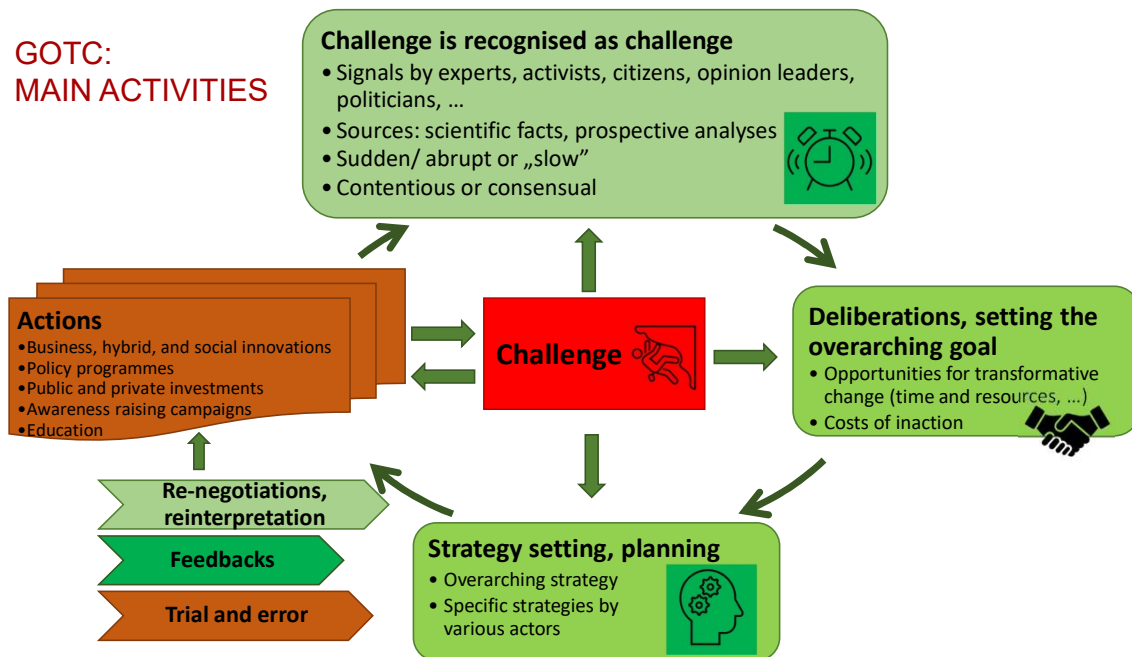 GOTC:
MAIN ACTIVITIES
Challenge is recognised as challenge
• Signals by experts, activists, citizens, opinion leaders,
politicians, …
• Sources: scientific facts, prospective analyses
• Sudden/ abrupt or „slow”
• Contentious or consensual
Actions
•Business, hybrid, and social innovations
•Policy programmes
•Public and private investments
•Awareness raising campaigns
•Education
Challenge
Deliberations, setting the
overarching goal
• Opportunities for transformative
change (time and resources, …)
• Costs of inaction
Re-negotiations,
reinterpretation
Feedbacks
Trial and error
Strategy setting, planning
• Overarching strategy
• Specific strategies by
various actors